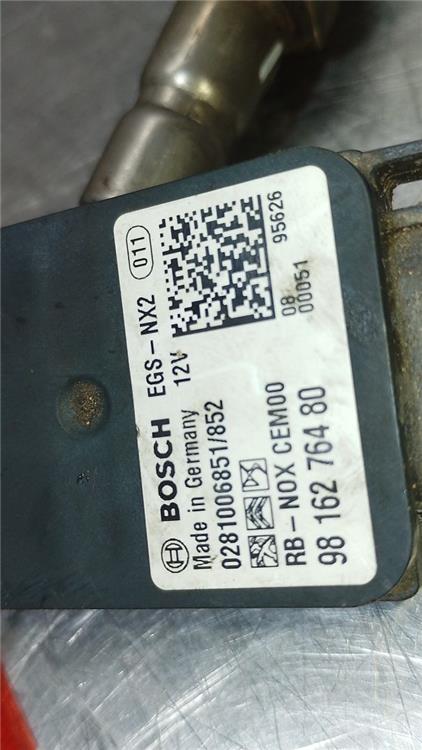 BOSCH EGS-NX2 011
Made in Germany 12V
0281006851/852
RB-NOX CEM00
98 162 764 80
08
00051
95626